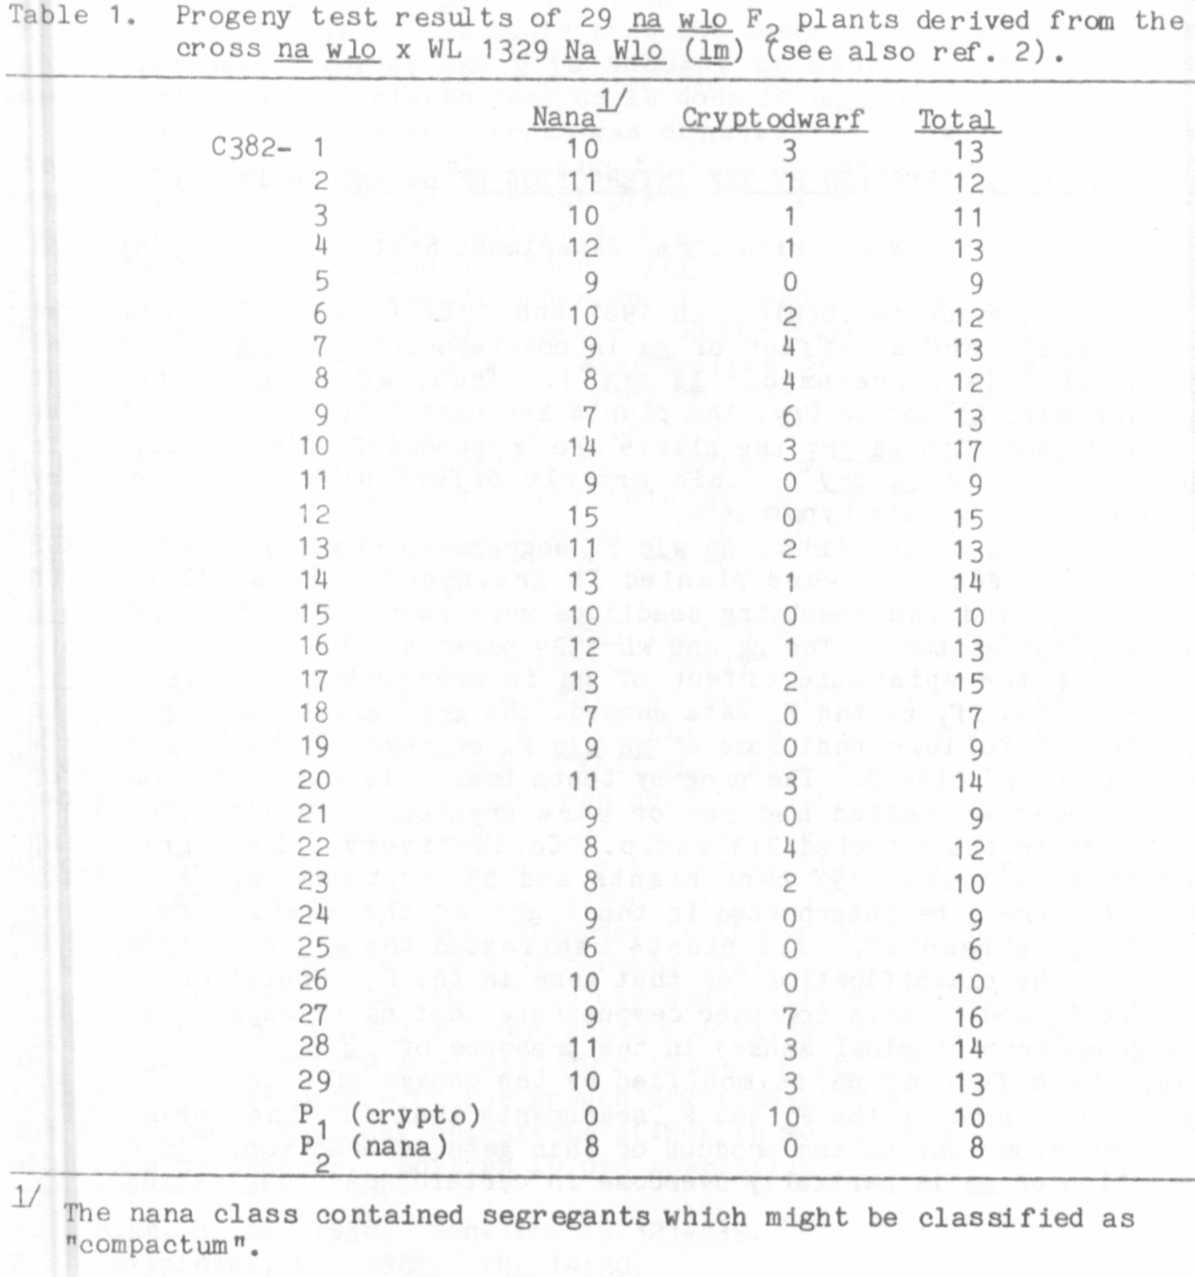 Table 1. Progeny test results of 29 na wlo F2 plants derived from the
cross na wlo x WL 1329 Na Wlo (lm) (see also ref. 2).
Nana1/ Cryptodwarf Total
C382- 1 10 3 13
2 11 1 12
3 10 1 11
4 12 1 13
5 9 0 9
6 10 2 12
7 9 4 13
8 8 4 12
9 7 6 13
10 14 3 17
11 9 0 9
12 15 0 15
13 11 2 13
14 13 1 14
15 10 0 10
16 12 1 13
17 13 2 15
18 7 0 7
19 9 0 9
20 11 3 14
21 9 0 9
22 8 4 12
23 8 2 10
24 9 0 9
25 6 0 6
26 10 0 10
27 9 7 16
28 11 3 14
29 10 3 13
P1 (crypto) 0 10 10
P2 (nana) 8 0 8
1/ The nana class contained segregants which might be classified as
"compactum".